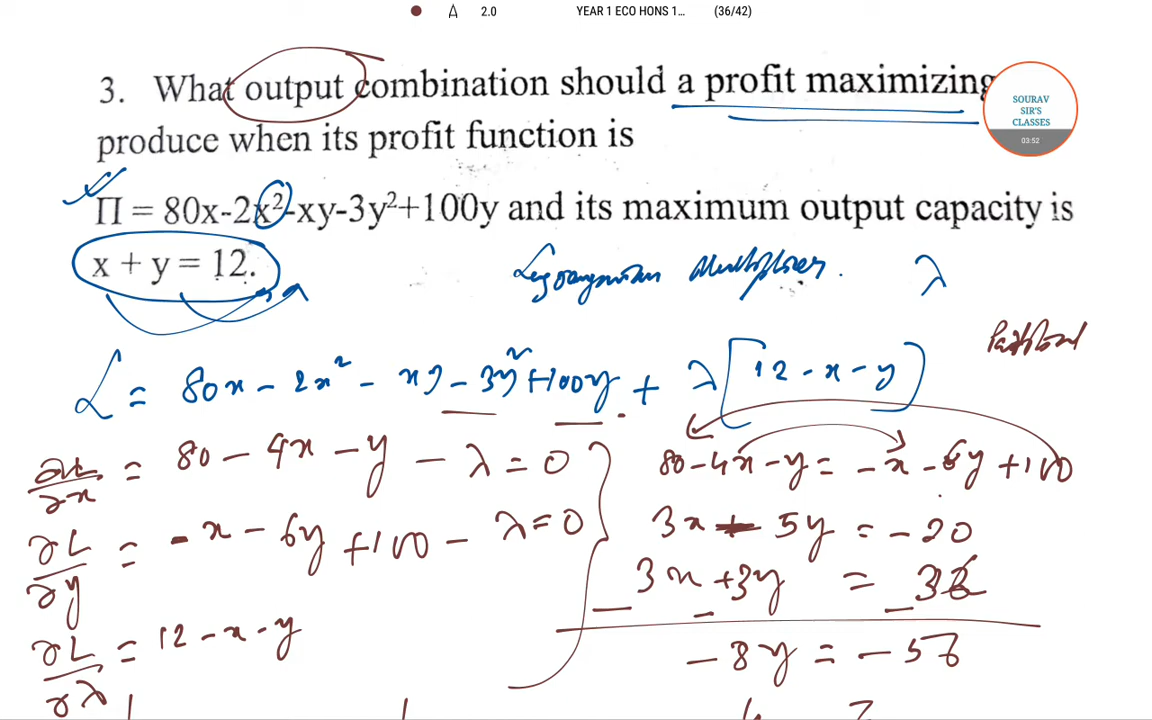 2.0 YEAR 1 ECO HONS 1... (36/42)
3. What output combination should a profit maximizing
SOURAV
SIR'S
CLASSES
03:52
produce when its profit function is
Π = 80x-2x²-xy-3y²+100y and its maximum output capacity is
x + y = 12.
Multiplier. λ
L = 80x - 2x² - xy - 3y² + 100y + λ[12 - x - y]
∂L/∂x = 80 - 4x - y - λ = 0
80 - 4x - y = - x - 6y + 100
∂L/∂y = - x - 6y + 100 - λ = 0
3x 5y = - 20
3x + 3y = 36
∂L/∂λ = 12 - x - y
- 8y = - 56